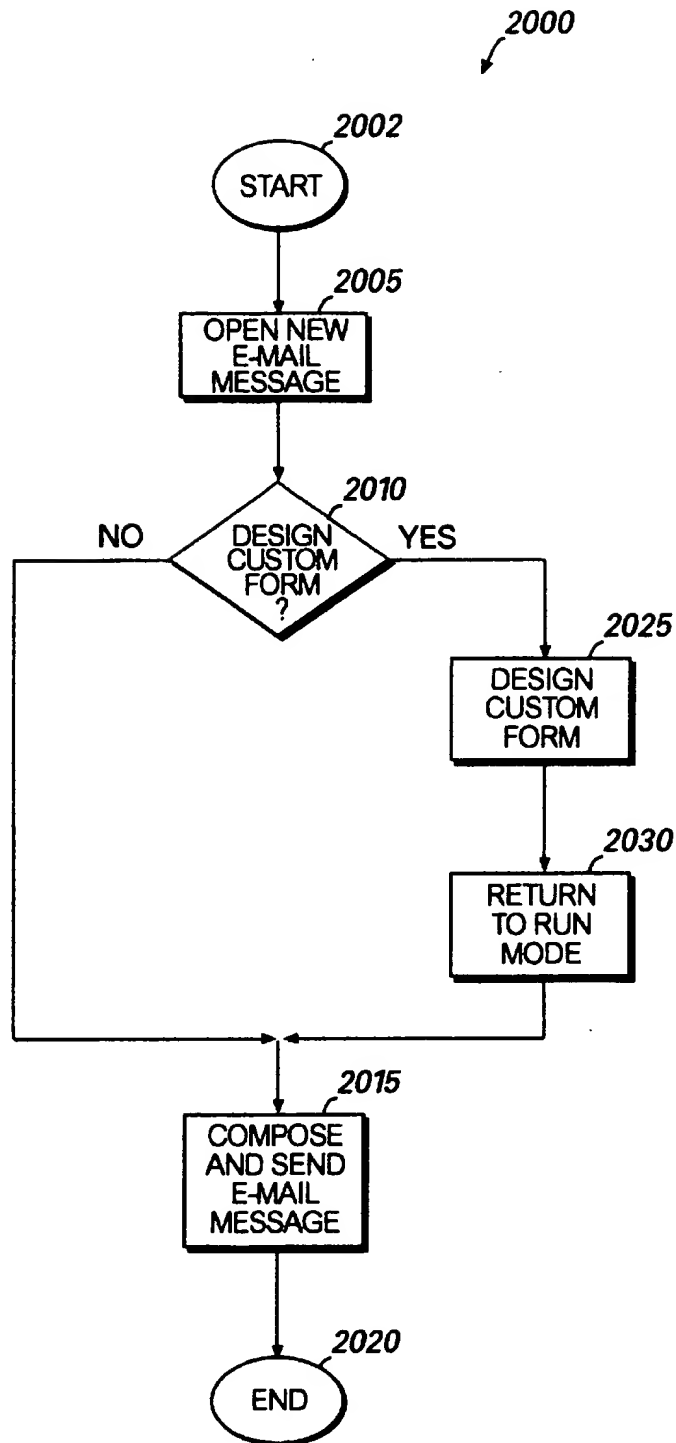 2000
2002
START
2005
OPEN NEW
E-MAIL
MESSAGE
2010
NO
DESIGN
CUSTOM
FORM
?
YES
2025
DESIGN
CUSTOM
FORM
2030
RETURN
TO RUN
MODE
2015
COMPOSE
AND SEND
E-MAIL
MESSAGE
2020
END